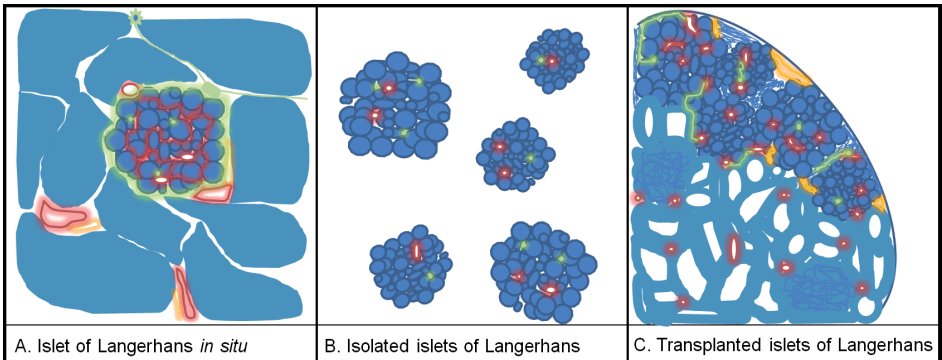 A. Islet of Langerhans in situ
B. Isolated islets of Langerhans
C. Transplanted islets of Langerhans